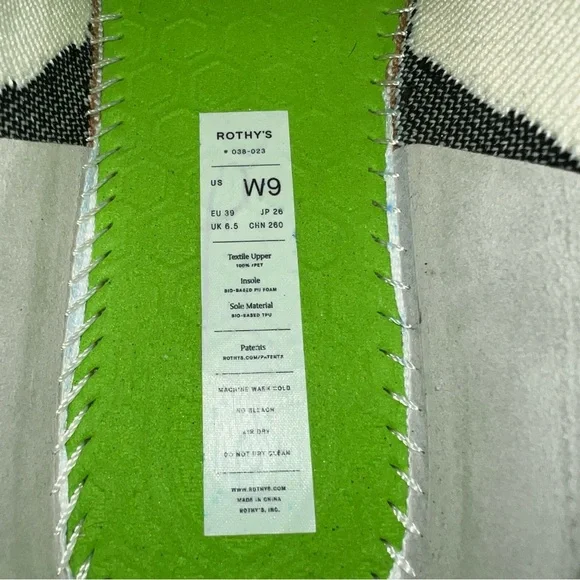 ROTHY'S
# 038-023
US W9
EU 39 JP 26
UK 6.5 CHN 260
Textile Upper
100% rPET
Insole
BIO-BASED PU FOAM
Sole Material
BIO-BASED TPU
Patents
ROTHYS.COM/PATENTS
MACHINE WASH COLD
NO BLEACH
AIR DRY
DO NOT DRY CLEAN
WWW.ROTHYS.COM
MADE IN CHINA
ROTHY'S, INC.